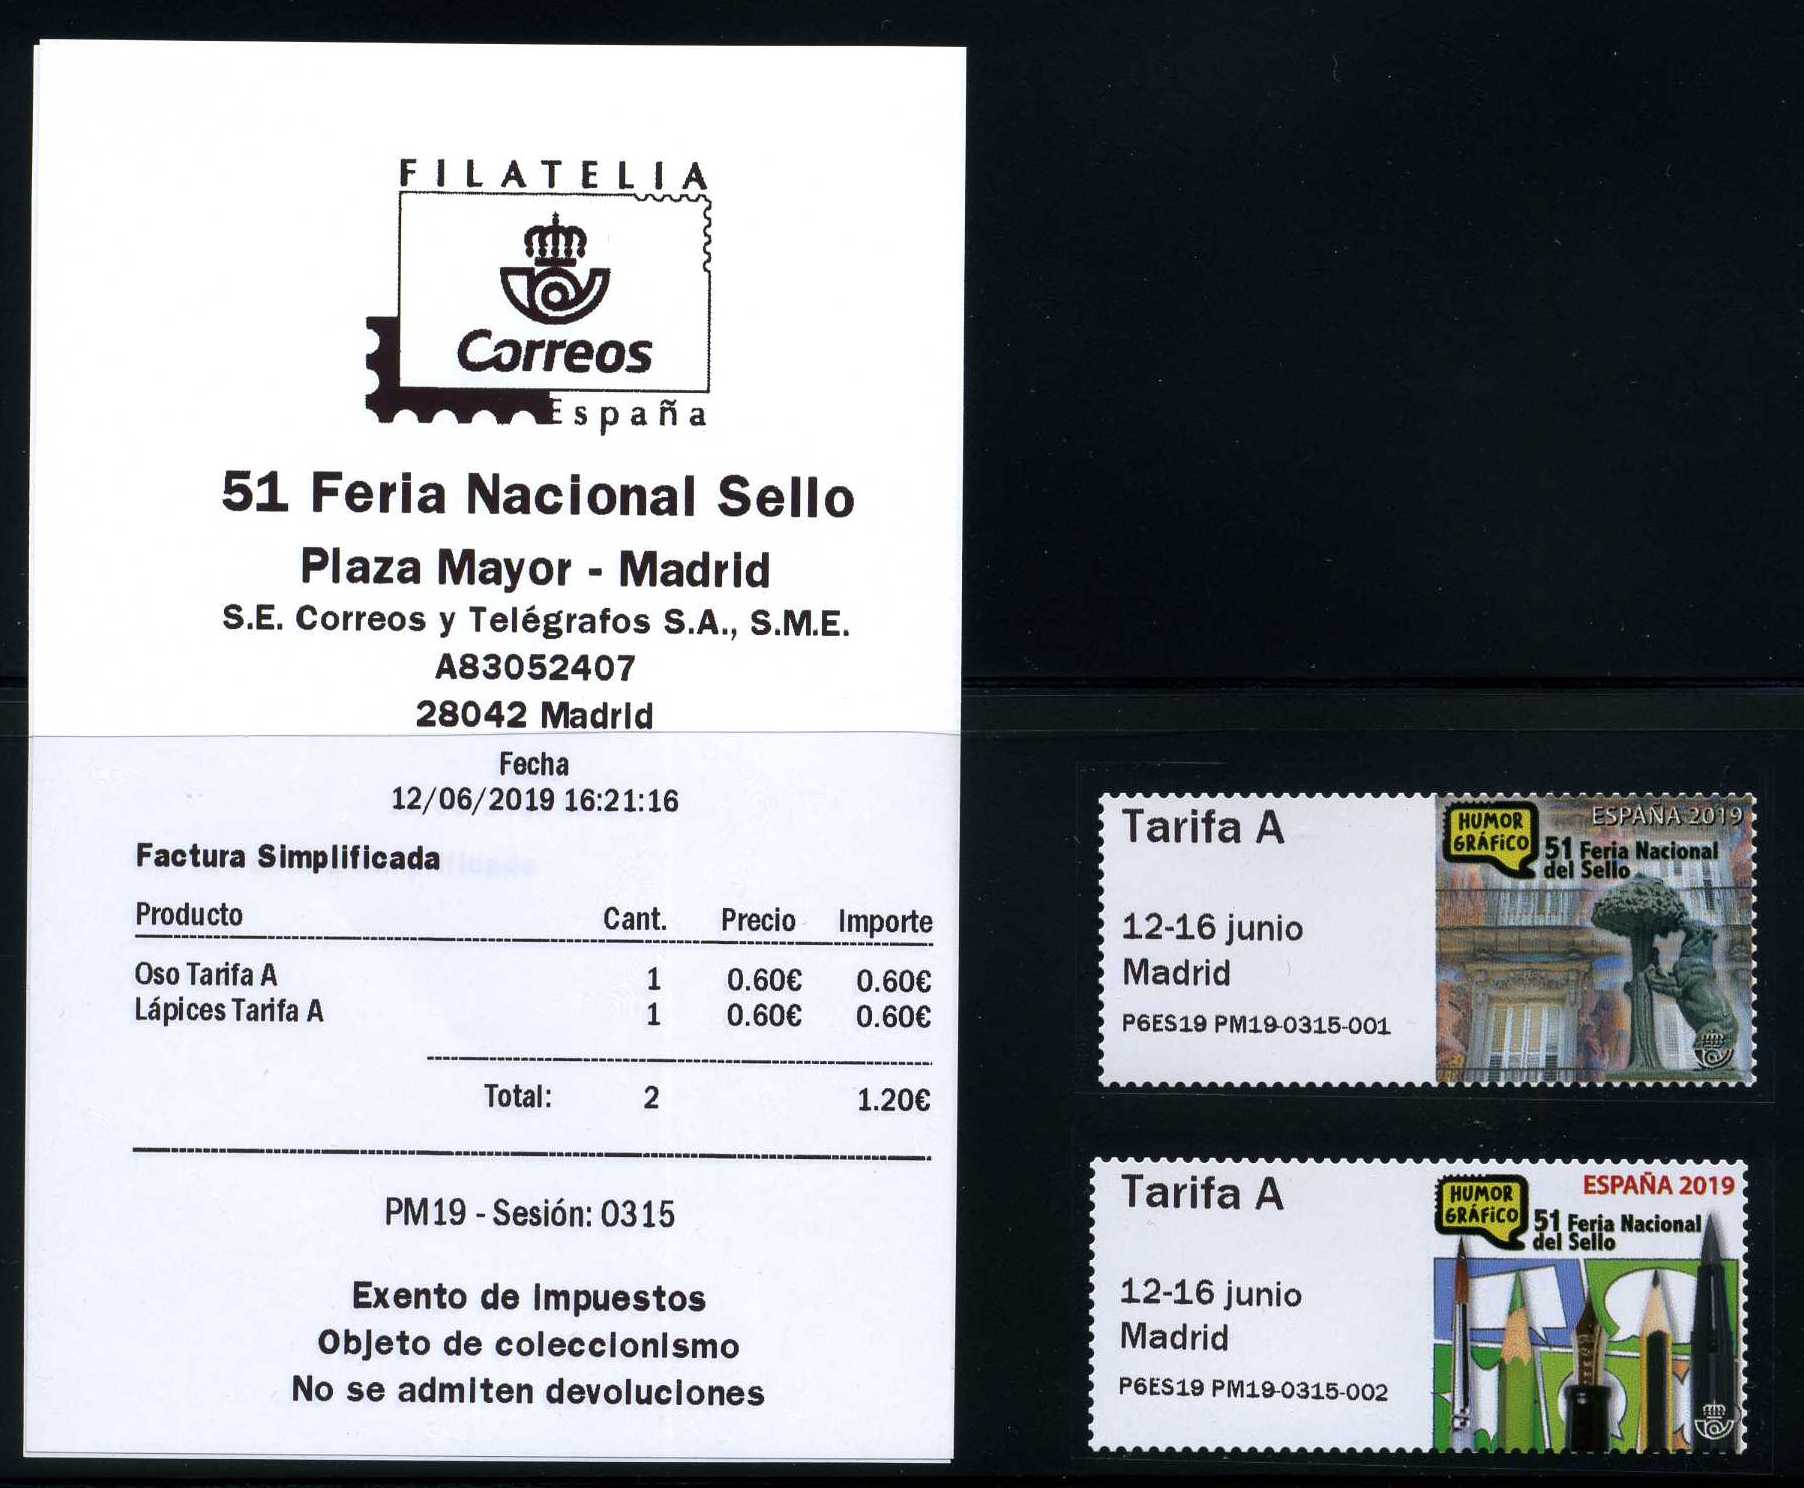 FILATELIA
Correos
España
51 Feria Nacional Sello
Plaza Mayor - Madrid
S.E. Correos y Telégrafos S.A., S.M.E.
A83052407
28042 Madrid
Fecha
12/06/2019 16:21:16
Factura Simplificada
Producto Cant. Precio Importe
Oso Tarifa A 1 0.60€ 0.60€
Lápices Tarifa A 1 0.60€ 0.60€
Total: 2 1.20€
PM19 - Sesión: 0315
Exento de Impuestos
Objeto de coleccionismo
No se admiten devoluciones
Tarifa A
12-16 junio
Madrid
P6ES19 PM19-0315-001
HUMOR
GRÁFICO
ESPAÑA 2019
51 Feria Nacional
del Sello
Tarifa A
12-16 junio
Madrid
P6ES19 PM19-0315-002
HUMOR
GRÁFICO
ESPAÑA 2019
51 Feria Nacional
del Sello